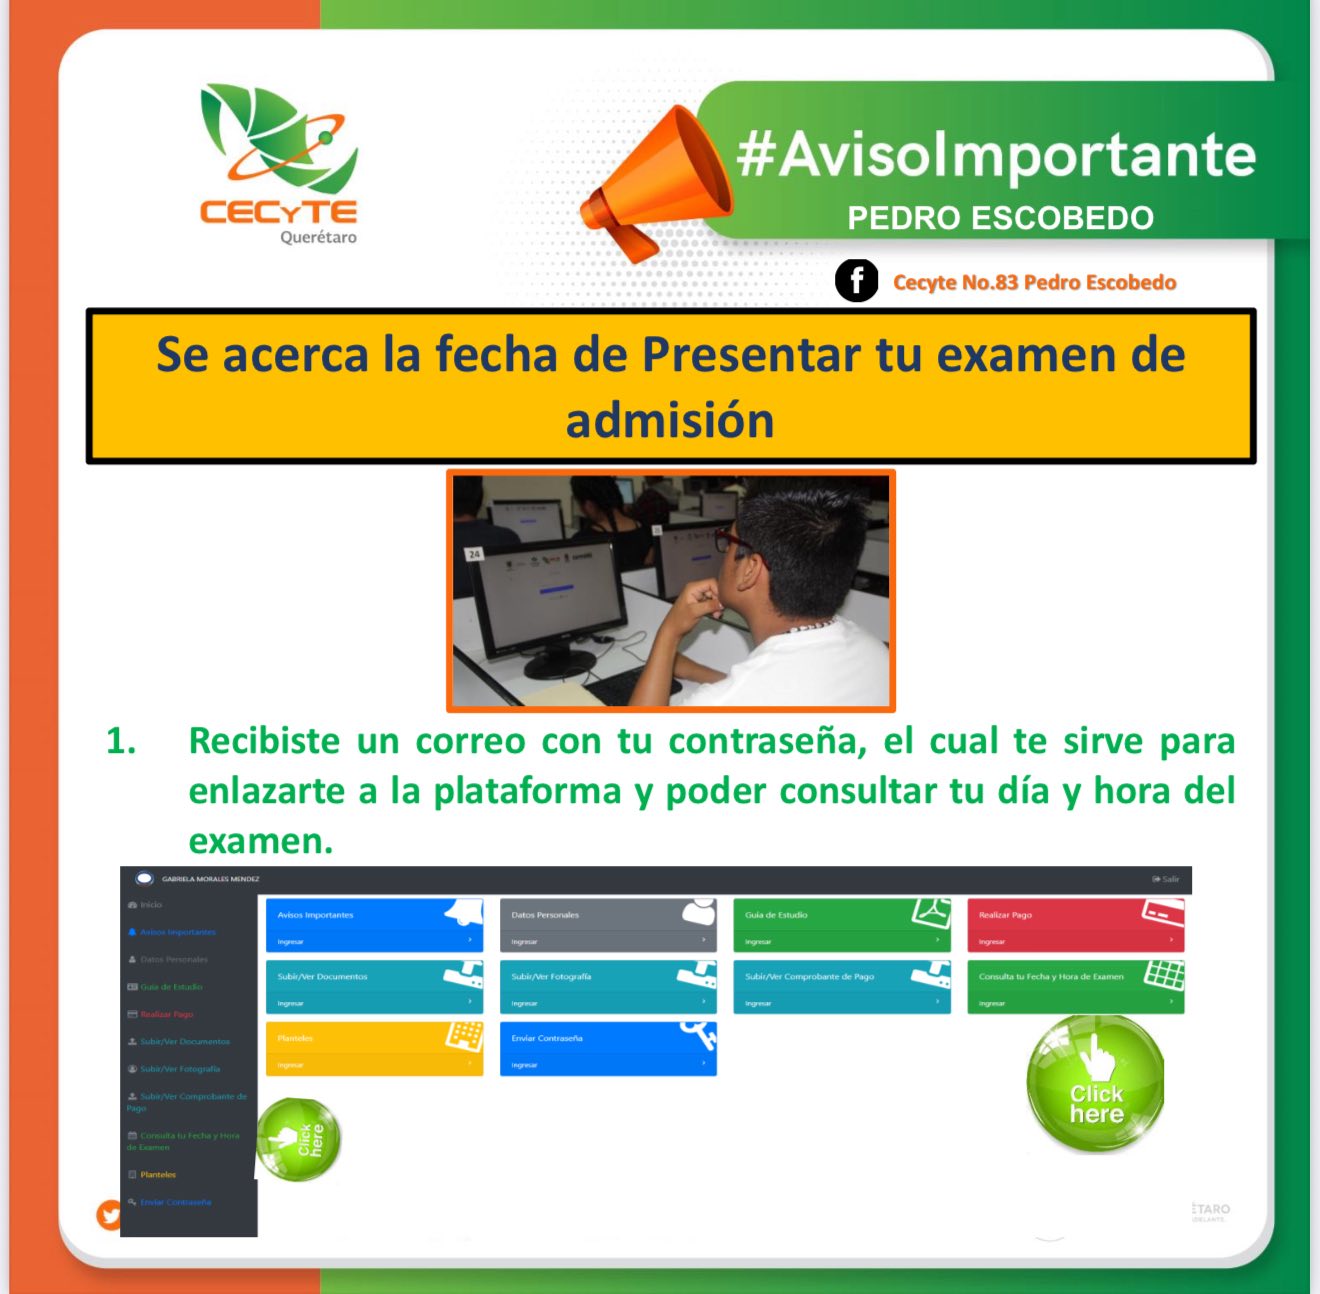 CECyTE
Querétaro
#AvisoImportante
PEDRO ESCOBEDO
Cecyte No.83 Pedro Escobedo
Se acerca la fecha de Presentar tu examen de
admisión
24
1. Recibiste un correo con tu contraseña, el cual te sirve para
enlazarte a la plataforma y poder consultar tu día y hora del
examen.
GABRIELA MORALES MENDEZ
Salir
Inicio
Avisos Importantes
Datos Personales
Guia de Estudio
Realizar Pago
Subir/Ver Documentos
Subir/Ver Fotografía
Subir/Ver Comprobante de
Pago
Consulta tu Fecha y Hora
de Examen
Planteles
Enviar Contraseña
Avisos Importantes
Ingresar
Datos Personales
Ingresar
Guia de Estudio
Ingresar
Realizar Pago
Ingresar
Subir/Ver Documentos
Ingresar
Subir/Ver Fotografía
Ingresar
Subir/Ver Comprobante de Pago
Ingresar
Consulta tu Fecha y Hora de Examen
Ingresar
Planteles
Ingresar
Enviar Contraseña
Ingresar
Click
here
Click
here
ETARO